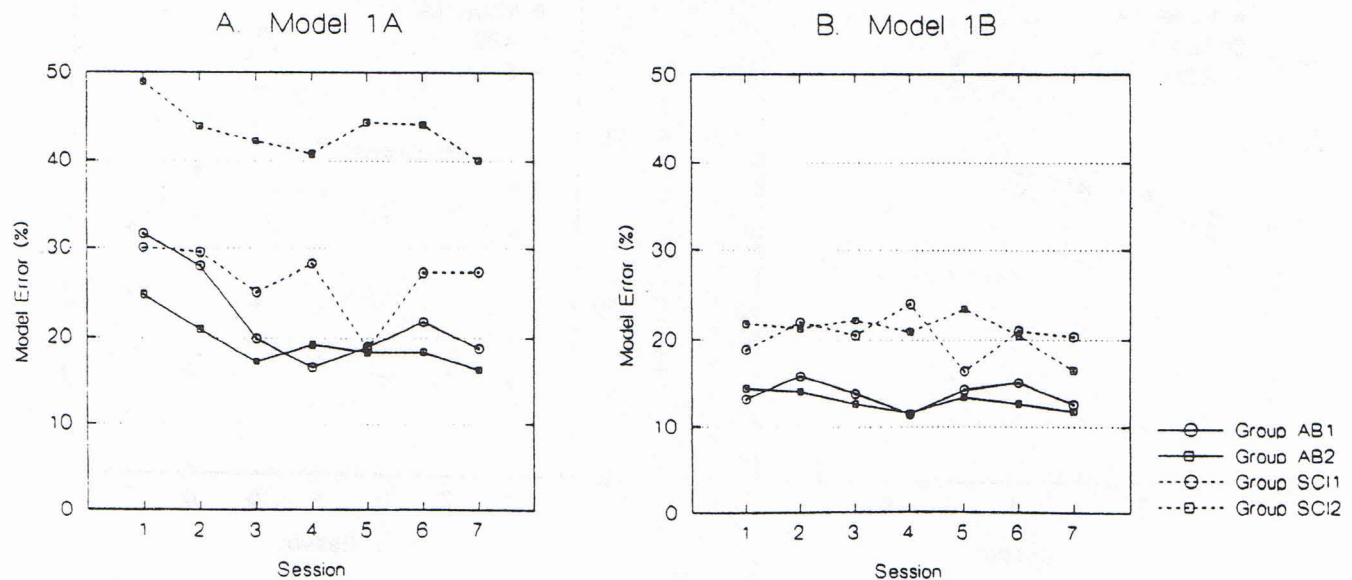 A. Model 1A
50
40
30
20
10
0
Model Error (%)
1 2 3 4 5 6 7
Session
B. Model 1B
50
40
30
20
10
0
Model Error (%)
1 2 3 4 5 6 7
Session
Group AB1
Group AB2
Group SCI1
Group SCI2